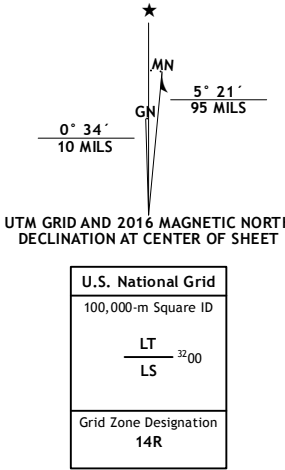 ★
MN
5° 21´
95 MILS
GN
0° 34´
10 MILS
UTM GRID AND 2016 MAGNETIC NORTH
DECLINATION AT CENTER OF SHEET
U.S. National Grid
100,000-m Square ID
LT
3200
LS
Grid Zone Designation
14R